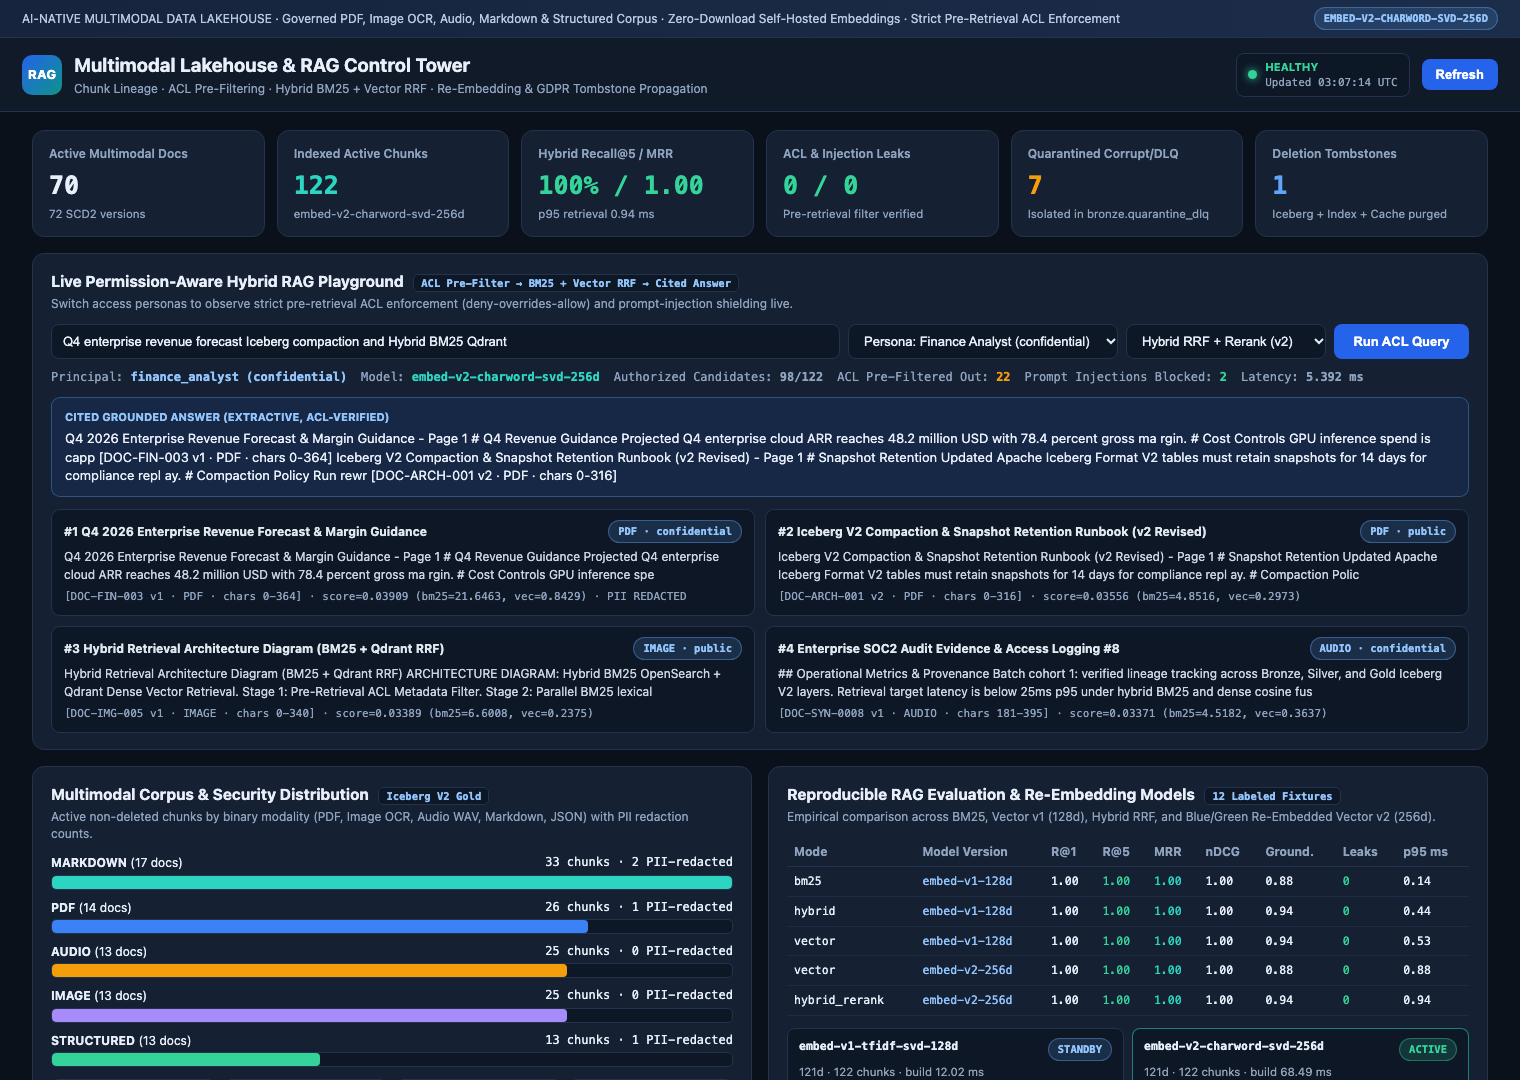 AI-NATIVE MULTIMODAL DATA LAKEHOUSE · Governed PDF, Image OCR, Audio, Markdown & Structured Corpus · Zero-Download Self-Hosted Embeddings · Strict Pre-Retrieval ACL Enforcement
EMBED-V2-CHARWORD-SVD-256D
RAG
Multimodal Lakehouse & RAG Control Tower
Chunk Lineage · ACL Pre-Filtering · Hybrid BM25 + Vector RRF · Re-Embedding & GDPR Tombstone Propagation
HEALTHY
Updated 03:07:14 UTC
Refresh
Active Multimodal Docs
70
72 SCD2 versions
Indexed Active Chunks
122
embed-v2-charword-svd-256d
Hybrid Recall@5 / MRR
100% / 1.00
p95 retrieval 0.94 ms
ACL & Injection Leaks
0 / 0
Pre-retrieval filter verified
Quarantined Corrupt/DLQ
7
Isolated in bronze.quarantine_dlq
Deletion Tombstones
1
Iceberg + Index + Cache purged
Live Permission-Aware Hybrid RAG Playground
ACL Pre-Filter → BM25 + Vector RRF → Cited Answer
Switch access personas to observe strict pre-retrieval ACL enforcement (deny-overrides-allow) and prompt-injection shielding live.
Q4 enterprise revenue forecast Iceberg compaction and Hybrid BM25 Qdrant
Persona: Finance Analyst (confidential)
Hybrid RRF + Rerank (v2)
Run ACL Query
Principal: finance_analyst (confidential) Model: embed-v2-charword-svd-256d Authorized Candidates: 98/122 ACL Pre-Filtered Out: 22 Prompt Injections Blocked: 2 Latency: 5.392 ms
CITED GROUNDED ANSWER (EXTRACTIVE, ACL-VERIFIED)
Q4 2026 Enterprise Revenue Forecast & Margin Guidance - Page 1 # Q4 Revenue Guidance Projected Q4 enterprise cloud ARR reaches 48.2 million USD with 78.4 percent gross ma rgin. # Cost Controls GPU inference spend is
capp [DOC-FIN-003 v1 · PDF · chars 0-364] Iceberg V2 Compaction & Snapshot Retention Runbook (v2 Revised) - Page 1 # Snapshot Retention Updated Apache Iceberg Format V2 tables must retain snapshots for 14 days for
compliance repl ay. # Compaction Policy Run rewr [DOC-ARCH-001 v2 · PDF · chars 0-316]
#1 Q4 2026 Enterprise Revenue Forecast & Margin Guidance
PDF · confidential
Q4 2026 Enterprise Revenue Forecast & Margin Guidance - Page 1 # Q4 Revenue Guidance Projected Q4 enterprise
cloud ARR reaches 48.2 million USD with 78.4 percent gross ma rgin. # Cost Controls GPU inference spe
[DOC-FIN-003 v1 · PDF · chars 0-364] · score=0.03909 (bm25=21.6463, vec=0.8429) · PII REDACTED
#2 Iceberg V2 Compaction & Snapshot Retention Runbook (v2 Revised)
PDF · public
Iceberg V2 Compaction & Snapshot Retention Runbook (v2 Revised) - Page 1 # Snapshot Retention Updated Apache
Iceberg Format V2 tables must retain snapshots for 14 days for compliance repl ay. # Compaction Polic
[DOC-ARCH-001 v2 · PDF · chars 0-316] · score=0.03556 (bm25=4.8516, vec=0.2973)
#3 Hybrid Retrieval Architecture Diagram (BM25 + Qdrant RRF)
IMAGE · public
Hybrid Retrieval Architecture Diagram (BM25 + Qdrant RRF) ARCHITECTURE DIAGRAM: Hybrid BM25 OpenSearch +
Qdrant Dense Vector Retrieval. Stage 1: Pre-Retrieval ACL Metadata Filter. Stage 2: Parallel BM25 lexical
[DOC-IMG-005 v1 · IMAGE · chars 0-340] · score=0.03389 (bm25=6.6008, vec=0.2375)
#4 Enterprise SOC2 Audit Evidence & Access Logging #8
AUDIO · confidential
## Operational Metrics & Provenance Batch cohort 1: verified lineage tracking across Bronze, Silver, and Gold Iceberg
V2 layers. Retrieval target latency is below 25ms p95 under hybrid BM25 and dense cosine fus
[DOC-SYN-0008 v1 · AUDIO · chars 181-395] · score=0.03371 (bm25=4.5182, vec=0.3637)
Multimodal Corpus & Security Distribution
Iceberg V2 Gold
Active non-deleted chunks by binary modality (PDF, Image OCR, Audio WAV, Markdown, JSON) with PII redaction
counts.
MARKDOWN (17 docs)
33 chunks · 2 PII-redacted
PDF (14 docs)
26 chunks · 1 PII-redacted
AUDIO (13 docs)
25 chunks · 0 PII-redacted
IMAGE (13 docs)
25 chunks · 0 PII-redacted
STRUCTURED (13 docs)
13 chunks · 1 PII-redacted
Reproducible RAG Evaluation & Re-Embedding Models
12 Labeled Fixtures
Empirical comparison across BM25, Vector v1 (128d), Hybrid RRF, and Blue/Green Re-Embedded Vector v2 (256d).
Mode Model Version R@1 R@5 MRR nDCG Ground. Leaks p95 ms
bm25 embed-v1-128d 1.00 1.00 1.00 1.00 0.88 0 0.14
hybrid embed-v1-128d 1.00 1.00 1.00 1.00 0.94 0 0.44
vector embed-v1-128d 1.00 1.00 1.00 1.00 0.94 0 0.53
vector embed-v2-256d 1.00 1.00 1.00 1.00 0.88 0 0.88
hybrid_rerank embed-v2-256d 1.00 1.00 1.00 1.00 0.94 0 0.94
embed-v1-tfidf-svd-128d
STANDBY
121d · 122 chunks · build 12.02 ms
embed-v2-charword-svd-256d
ACTIVE
121d · 122 chunks · build 68.49 ms